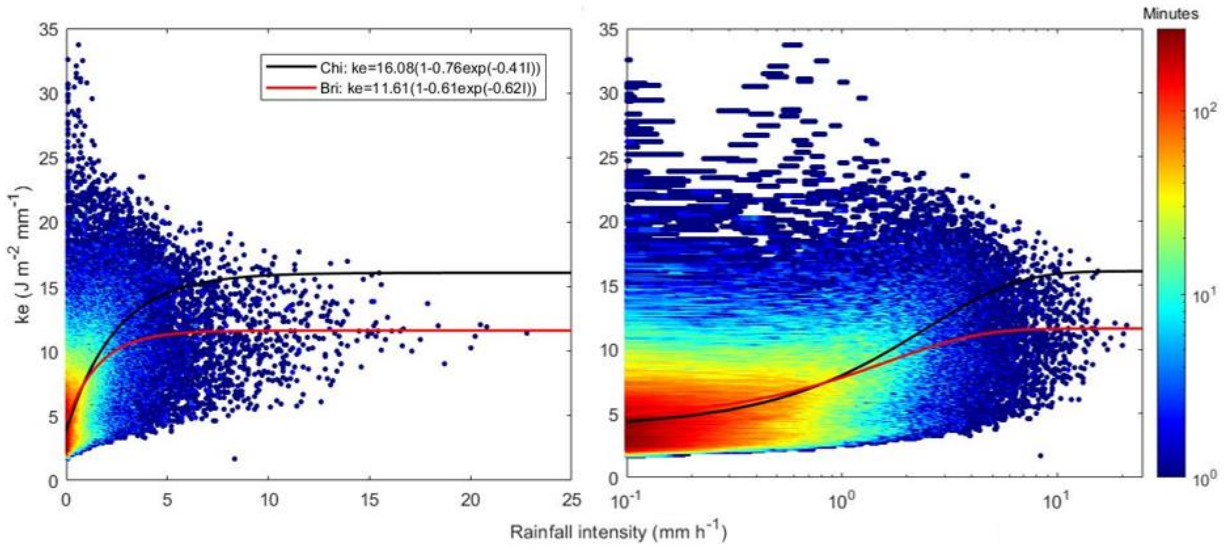 Minutes
35
30
25
20
15
10
5
0
ke (J m-2 mm-1)
Chi: ke=16.08(1-0.76exp(-0.41I))
Bri: ke=11.61(1-0.61exp(-0.62I))
0 5 10 15 20 25
35
30
25
20
15
10
5
0
10-1 100 101
102
101
100
Rainfall intensity (mm h-1)